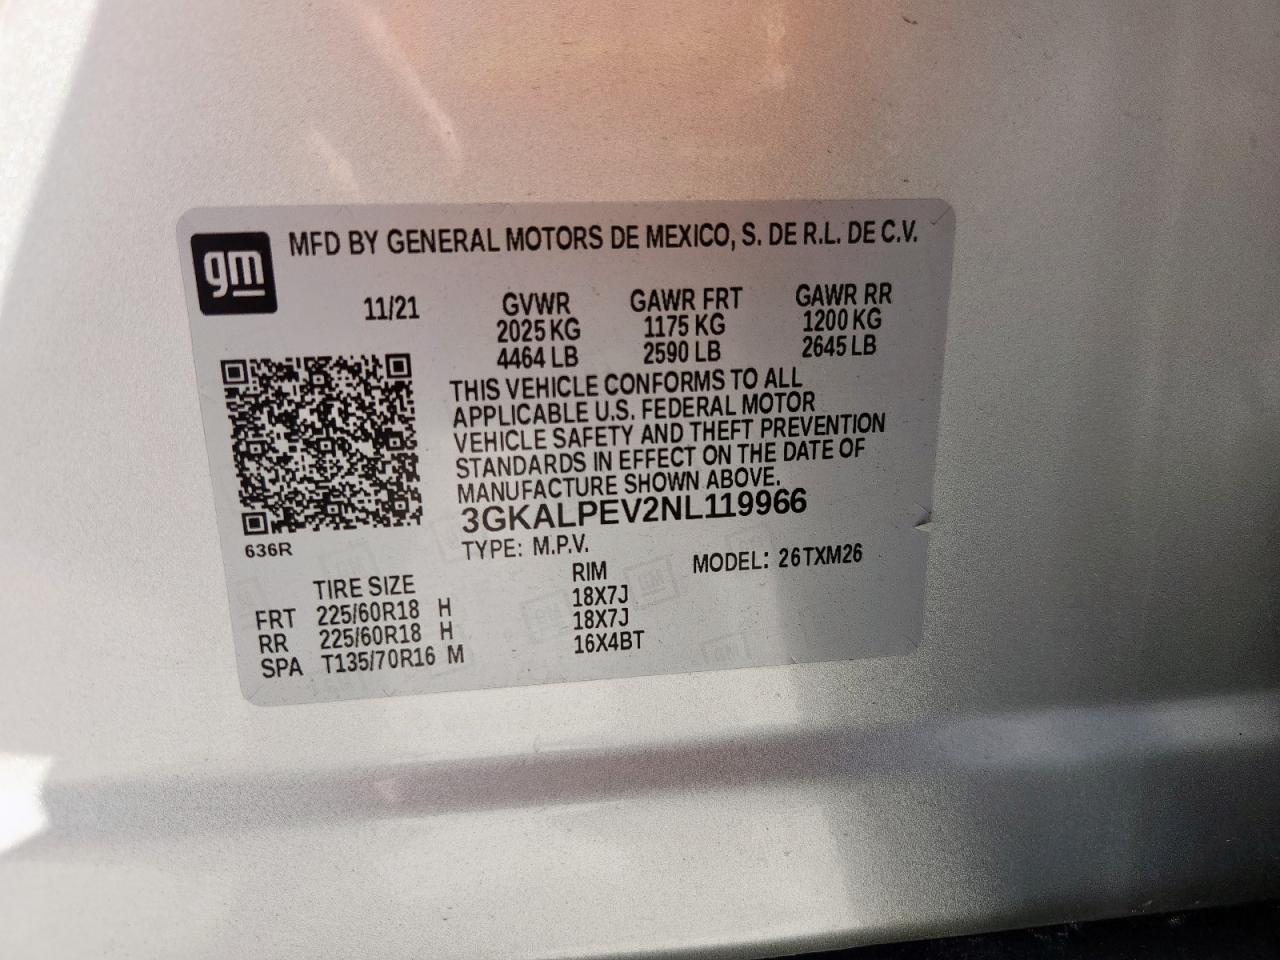 gm
MFD BY GENERAL MOTORS DE MEXICO, S. DE R.L. DE C.V.
11/21 GVWR GAWR FRT GAWR RR
2025 KG 1175 KG 1200 KG
4464 LB 2590 LB 2645 LB
THIS VEHICLE CONFORMS TO ALL
APPLICABLE U.S. FEDERAL MOTOR
VEHICLE SAFETY AND THEFT PREVENTION
STANDARDS IN EFFECT ON THE DATE OF
MANUFACTURE SHOWN ABOVE.
3GKALPEV2NL119966
636R
TYPE: M.P.V. MODEL: 26TXM26
TIRE SIZE RIM
FRT 225/60R18 H 18X7J
RR 225/60R18 H 18X7J
SPA T135/70R16 M 16X4BT